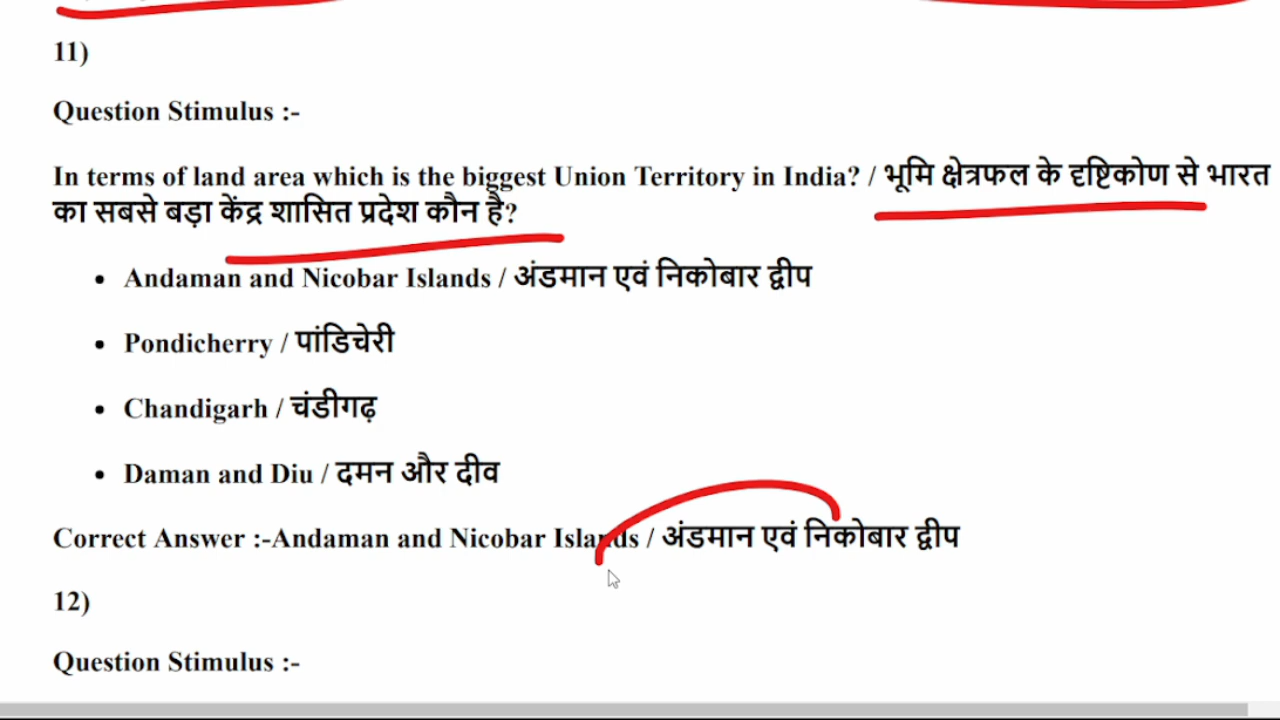 11)
Question Stimulus :-
In terms of land area which is the biggest Union Territory in India? / भूमि क्षेत्रफल के दृष्टिकोण से भारत
का सबसे बड़ा केंद्र शासित प्रदेश कौन है?
• Andaman and Nicobar Islands / अंडमान एवं निकोबार द्वीप
• Pondicherry / पांडिचेरी
• Chandigarh / चंडीगढ़
• Daman and Diu / दमन और दीव
Correct Answer :-Andaman and Nicobar Islands / अंडमान एवं निकोबार द्वीप
12)
Question Stimulus :-